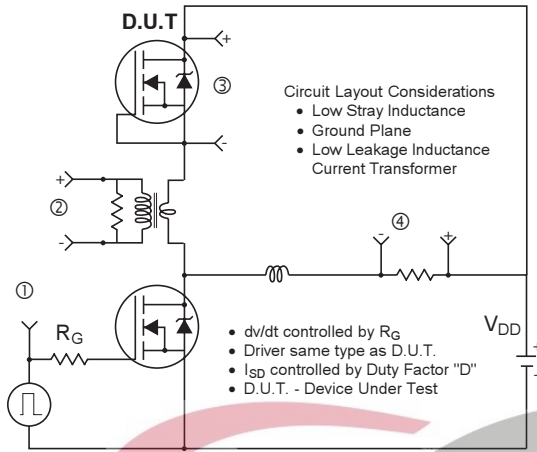 D.U.T
+
③
-
Circuit Layout Considerations
• Low Stray Inductance
• Ground Plane
• Low Leakage Inductance
Current Transformer
+
②
-
④
- +
①
RG
• dv/dt controlled by RG
• Driver same type as D.U.T.
• ISD controlled by Duty Factor "D"
• D.U.T. - Device Under Test
VDD
+
-